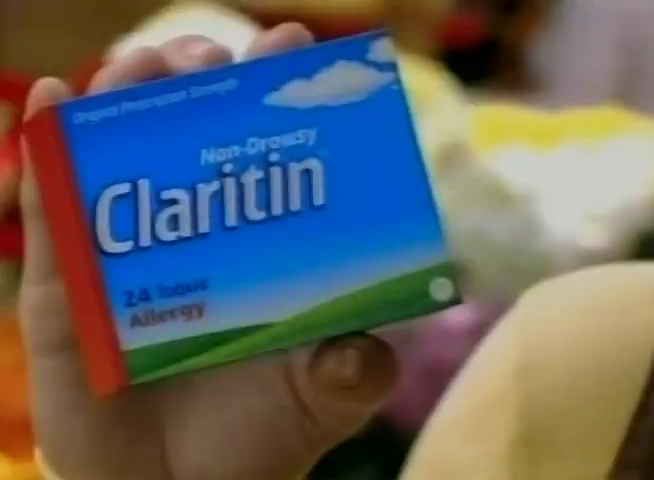 Original Prescription Strength
Non-Drowsy
Claritin
24 hour
Allergy